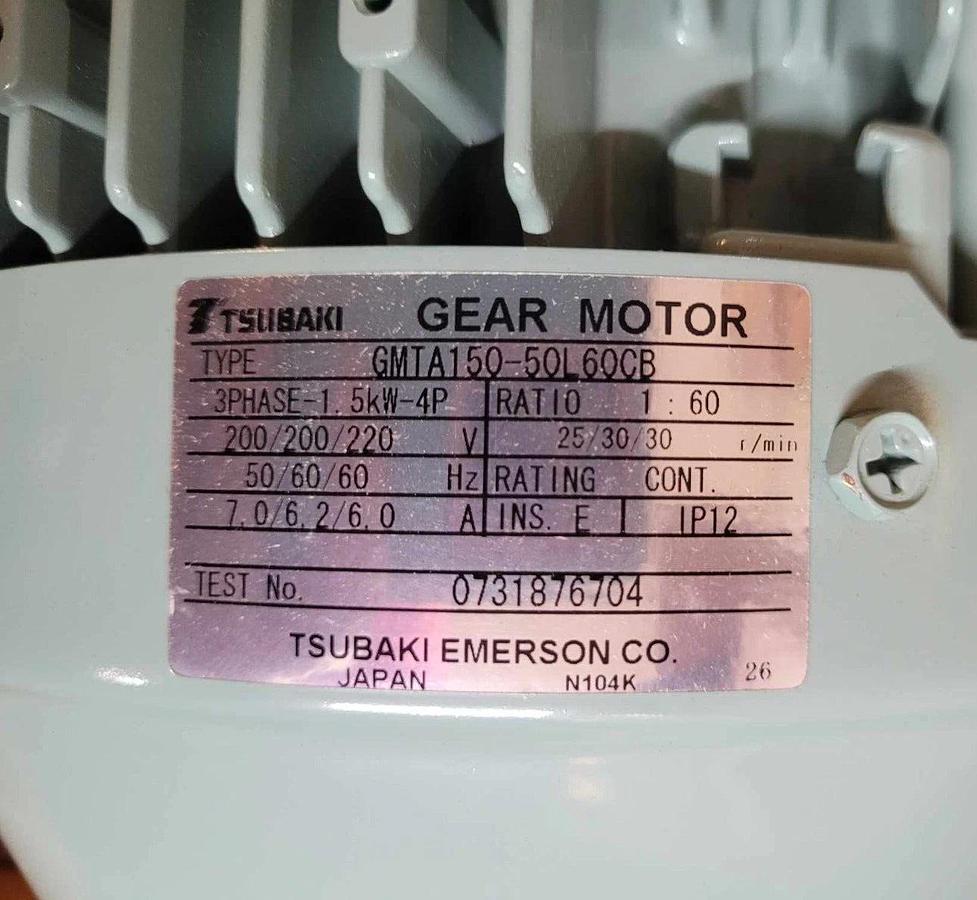 TSUBAKI GEAR MOTOR
TYPE GMTA150-50L60CB
3PHASE-1.5kW-4P RATIO 1:60
200/200/220 V 25/30/30 r/min
50/60/60 Hz RATING CONT.
7.0/6.2/6.0 A INS. E IP12
TEST No. 0731876704
TSUBAKI EMERSON CO.
JAPAN N104K 26